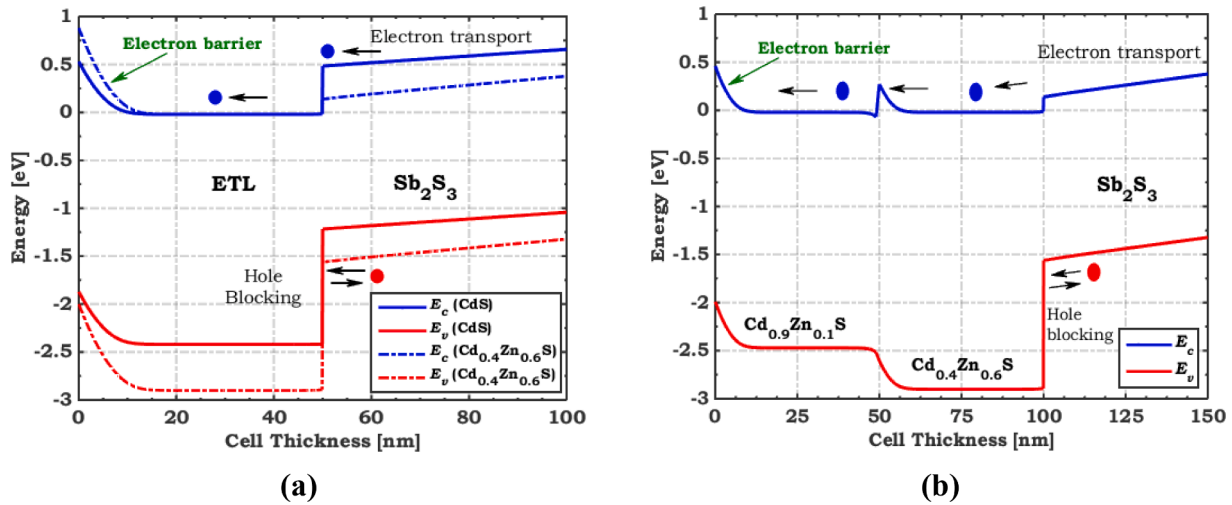 1
0.5
0
-0.5
-1
-1.5
-2
-2.5
-3
Energy [eV]
Electron barrier
Electron transport
ETL
Sb2S3
Hole
Blocking
Ec (CdS)
Ev (CdS)
Ec (Cd0.4Zn0.6S)
Ev (Cd0.4Zn0.6S)
0 20 40 60 80 100
Cell Thickness [nm]
(a)
1
0.5
0
-0.5
-1
-1.5
-2
-2.5
-3
Energy [eV]
Electron barrier
Electron transport
Sb2S3
Cd0.9Zn0.1S
Cd0.4Zn0.6S
Hole
blocking
Ec
Ev
0 25 50 75 100 125 150
Cell Thickness [nm]
(b)